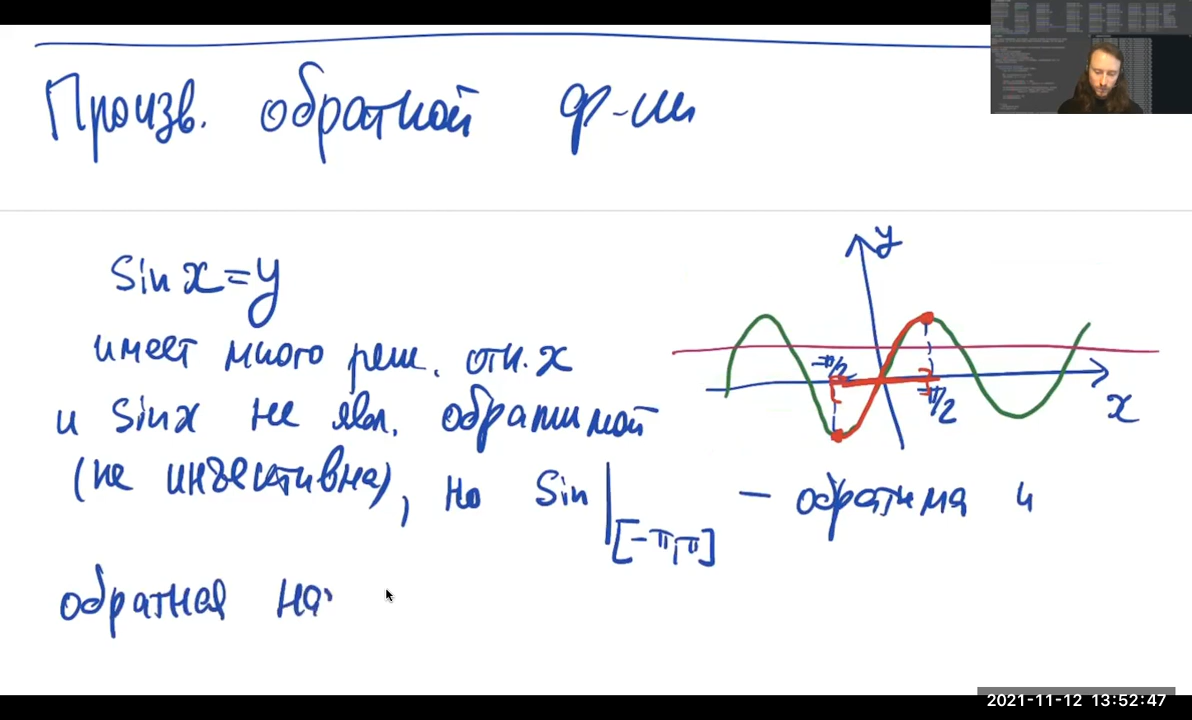 Произв. обратной ф-ии
sin x = y
имеет много реш. отн. x
и sin x не явл. обратимой
(не инъективна), но sin|[-π, π] - обратима и
обратная на
y
-π/2
π/2
x
2021-11-12 13:52:47